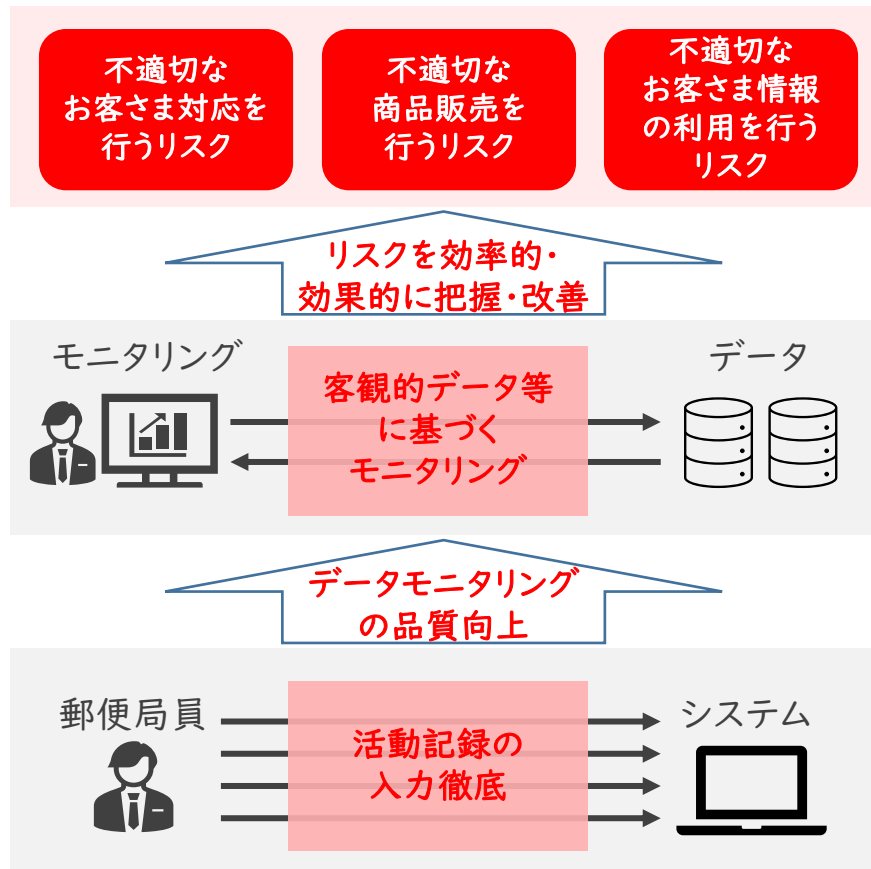 不適切な
お客さま対応を
行うリスク
不適切な
商品販売を
行うリスク
不適切な
お客さま情報
の利用を行う
リスク
リスクを効率的・
効果的に把握・改善
モニタリング
客観的データ等
に基づく
モニタリング
データ
データモニタリング
の品質向上
郵便局員
活動記録の
入力徹底
システム